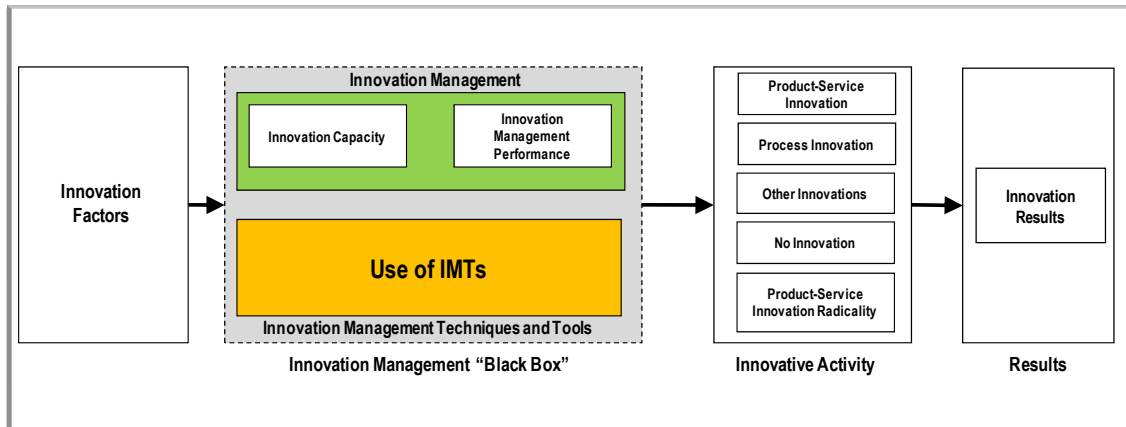 Innovation
Factors
Innovation Management
Innovation Capacity
Innovation
Management
Performance
Use of IMTs
Innovation Management Techniques and Tools
Innovation Management “Black Box”
Product-Service
Innovation
Process Innovation
Other Innovations
No Innovation
Product-Service
Innovation Radicality
Innovative Activity
Innovation
Results
Results